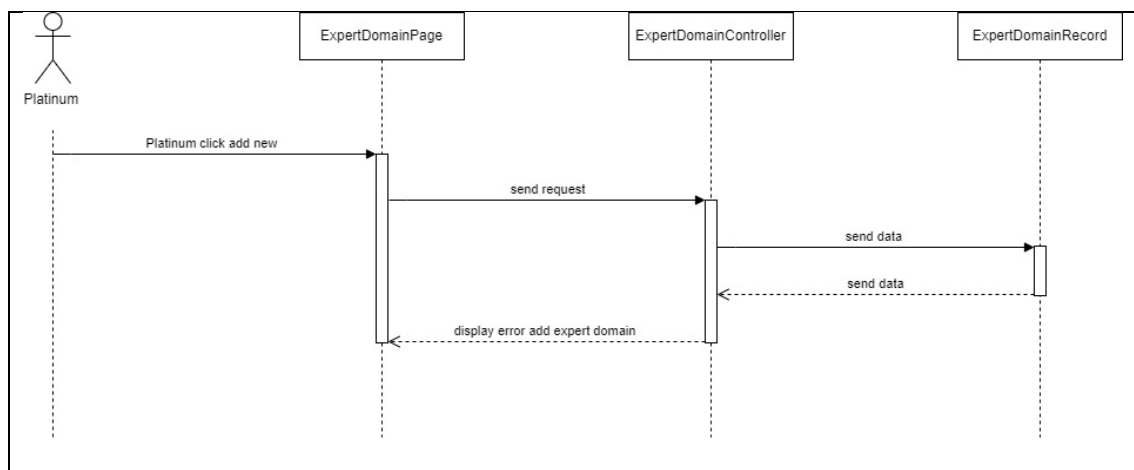 ExpertDomainPage
ExpertDomainController
ExpertDomainRecord
Platinum
Platinum click add new
send request
send data
send data
display error add expert domain